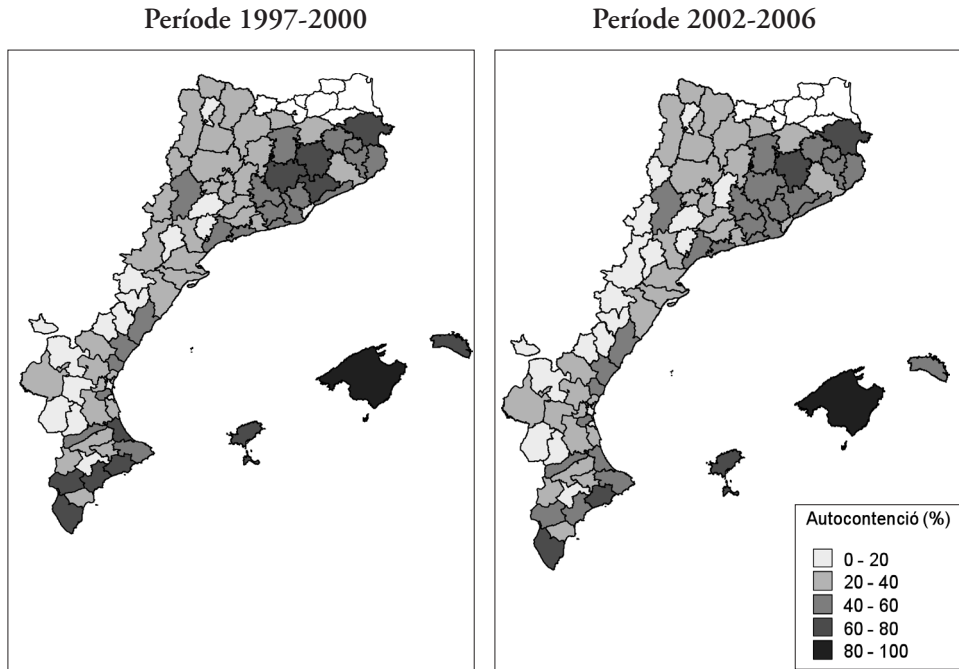 Període 1997-2000
Període 2002-2006
Autocontenció (%)
0 - 20
20 - 40
40 - 60
60 - 80
80 - 100